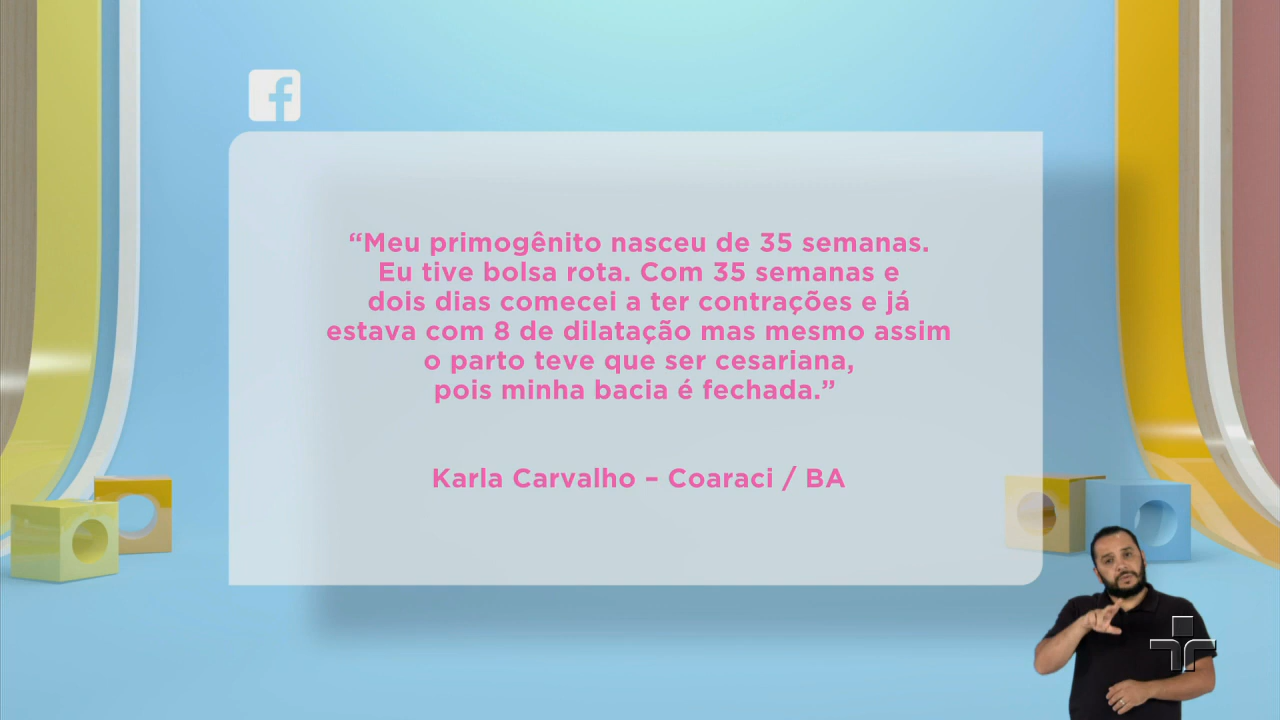 “Meu primogênito nasceu de 35 semanas.
Eu tive bolsa rota. Com 35 semanas e
dois dias comecei a ter contrações e já
estava com 8 de dilatação mas mesmo assim
o parto teve que ser cesariana,
pois minha bacia é fechada.”
Karla Carvalho – Coaraci / BA